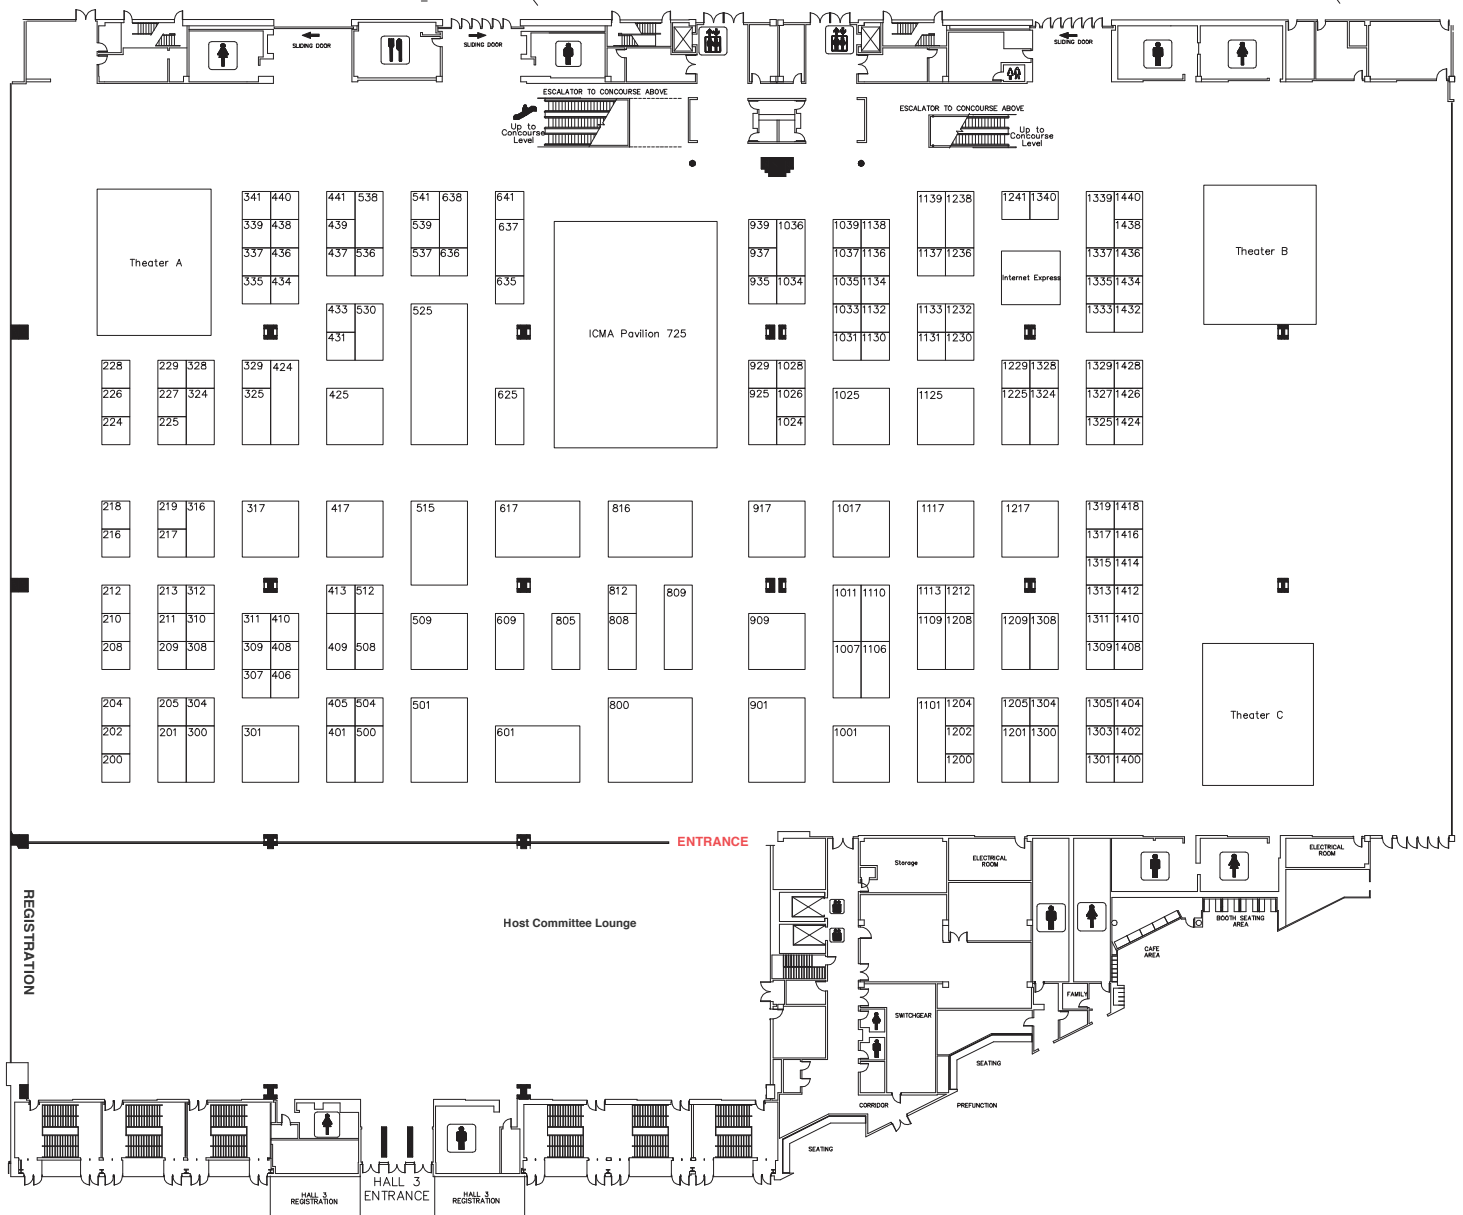 SLIDING DOOR
SLIDING DOOR
SLIDING DOOR
ESCALATOR TO CONCOURSE ABOVE
ESCALATOR TO CONCOURSE ABOVE
Up to
Concourse
Level
Up to
Concourse
Level
341 440 441 538 541 638 641 1139 1238 1241 1340 1339 1440
339 438 439 539 637 939 1036 1039 1138 1438
337 436 437 536 537 636 937 1037 1136 1137 1236 1337 1436
Theater A
Theater B
335 434 635 935 1034 1035 1134 Internet Express 1335 1434
433 530 525 1033 1132 1133 1232 1333 1432
431 ICMA Pavilion 725 1031 1130 1131 1230
228 229 328 329 424 929 1028 1229 1328 1329 1428
226 227 324 325 425 625 925 1026 1025 1125 1225 1324 1327 1426
224 225 1024 1325 1424
218 219 316 317 417 515 617 816 917 1017 1117 1217 1319 1418
216 217 1317 1416
1315 1414
212 213 312 413 512 812 809 1011 1110 1113 1212 1313 1412
210 211 310 311 410 509 609 805 808 909 1109 1208 1209 1308 1311 1410
208 209 308 309 408 409 508 1007 1106 1309 1408
307 406
204 205 304 405 504 501 800 901 1101 1204 1205 1304 1305 1404
Theater C
202 201 300 301 401 500 601 1001 1202 1201 1300 1303 1402
200 1200 1301 1400
ENTRANCE
Storage
ELECTRICAL
ROOM
ELECTRICAL
ROOM
REGISTRATION
Host Committee Lounge
BOOTH SEATING
AREA
CAFE
AREA
FAMILY
SWITCHGEAR
SEATING
CORRIDOR
PREFUNCTION
SEATING
HALL 3
ENTRANCE
HALL 3
REGISTRATION
HALL 3
REGISTRATION